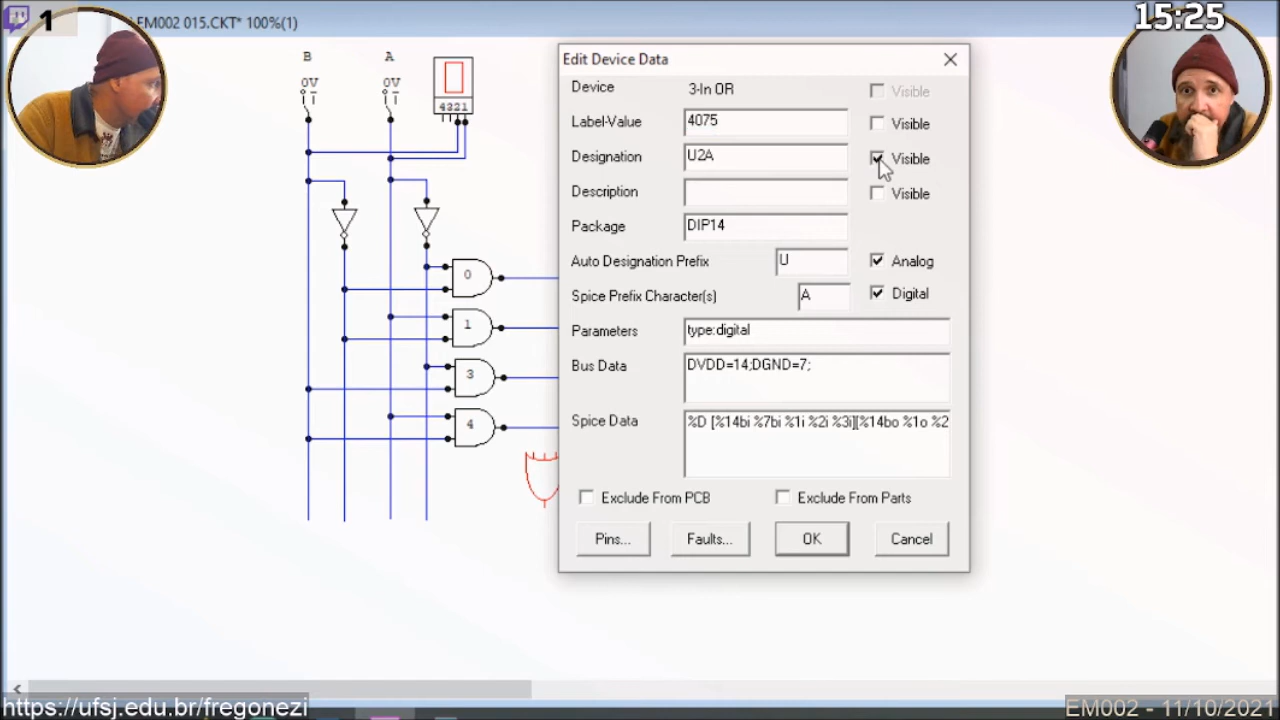 1
EM002 015.CKT* 100%(1)
15:25
B
A
0V
0V
4321
0
1
3
4
Edit Device Data
Device 3-In OR Visible
Label-Value 4075 Visible
Designation U2A Visible
Description Visible
Package DIP14
Auto Designation Prefix U Analog
Spice Prefix Character(s) A Digital
Parameters type:digital
Bus Data DVDD=14;DGND=7;
Spice Data %D [%14bi %7bi %1i %2i %3i][%14bo %1o %2
Exclude From PCB Exclude From Parts
Pins... Faults... OK Cancel
https://ufsj.edu.br/fregonezi
EM002 - 11/10/2021